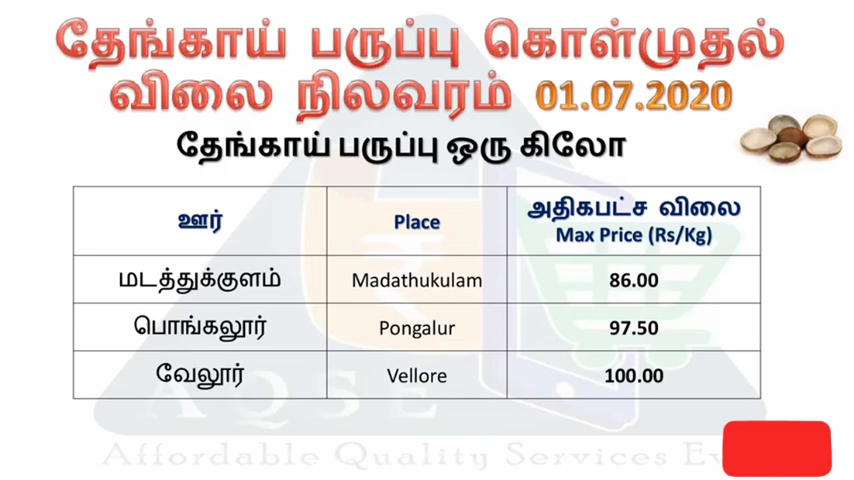 தேங்காய் பருப்பு கொள்முதல்
விலை நிலவரம் 01.07.2020
தேங்காய் பருப்பு ஒரு கிலோ
ஊர் Place அதிகபட்ச விலை
Max Price (Rs/Kg)
மடத்துக்குளம் Madathukulam 86.00
பொங்கலூர் Pongalur 97.50
வேலூர் Vellore 100.00
AQSE
Affordable Quality Services